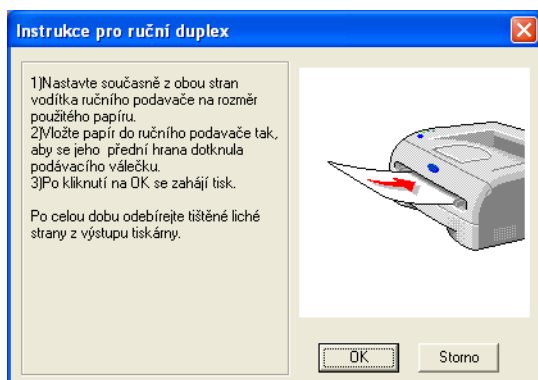 Instrukce pro ruční duplex
1)Nastavte současně z obou stran
vodítka ručního podavače na rozměr
použitého papíru.
2)Vložte papír do ručního podavače tak,
aby se jeho přední hrana dotknula
podávacího válečku.
3)Po kliknutí na OK se zahájí tisk.
Po celou dobu odebírejte tištěné liché
strany z výstupu tiskárny.
OK
Storno